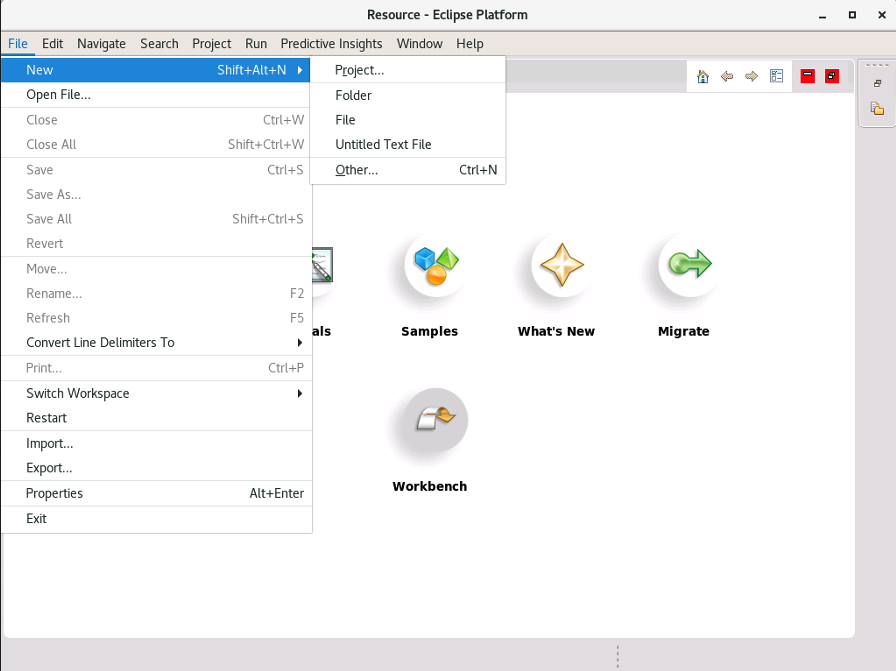 Resource - Eclipse Platform
File Edit Navigate Search Project Run Predictive Insights Window Help
New Shift+Alt+N
Open File...
Close Ctrl+W
Close All Shift+Ctrl+W
Save Ctrl+S
Save As...
Save All Shift+Ctrl+S
Revert
Move...
Rename... F2
Refresh F5
Convert Line Delimiters To
Print... Ctrl+P
Switch Workspace
Restart
Import...
Export...
Properties Alt+Enter
Exit
Project...
Folder
File
Untitled Text File
Other... Ctrl+N
als
Samples
What's New
Migrate
Workbench